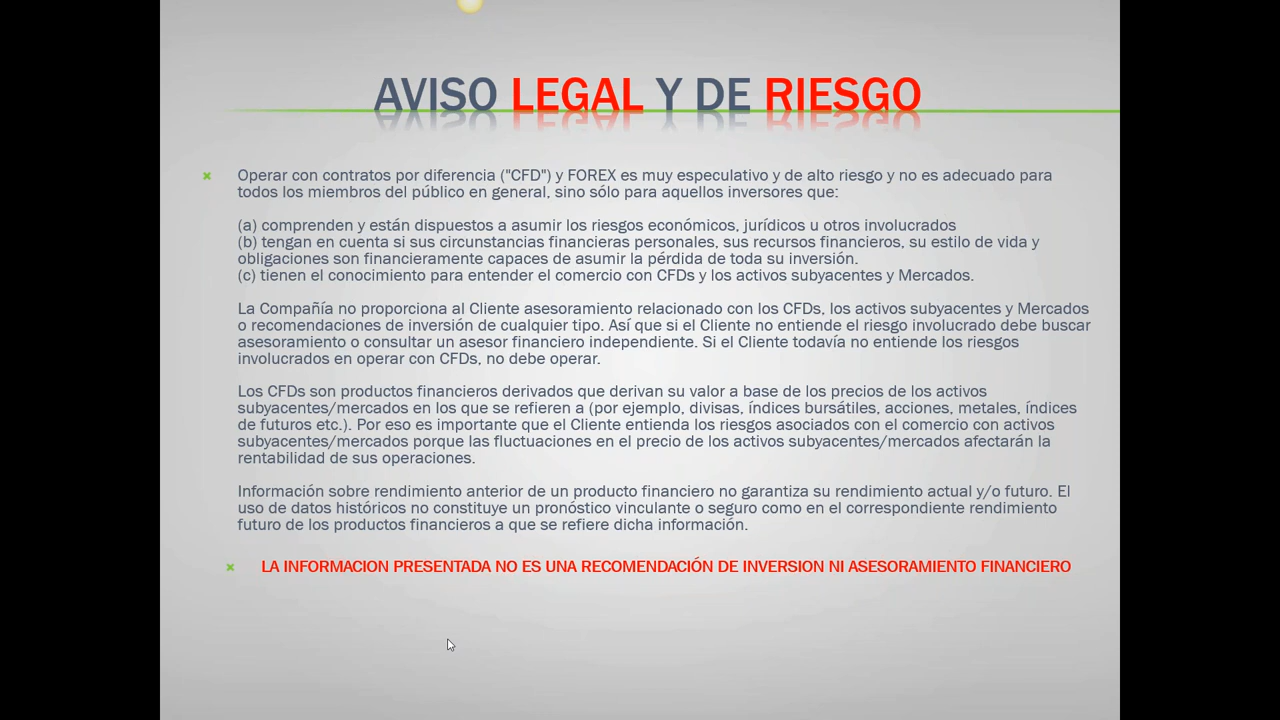 AVISO LEGAL Y DE RIESGO
Operar con contratos por diferencia ("CFD") y FOREX es muy especulativo y de alto riesgo y no es adecuado para
todos los miembros del público en general, sino sólo para aquellos inversores que:
(a) comprenden y están dispuestos a asumir los riesgos económicos, jurídicos u otros involucrados
(b) tengan en cuenta si sus circunstancias financieras personales, sus recursos financieros, su estilo de vida y
obligaciones son financieramente capaces de asumir la pérdida de toda su inversión.
(c) tienen el conocimiento para entender el comercio con CFDs y los activos subyacentes y Mercados.
La Compañía no proporciona al Cliente asesoramiento relacionado con los CFDs, los activos subyacentes y Mercados
o recomendaciones de inversión de cualquier tipo. Así que si el Cliente no entiende el riesgo involucrado debe buscar
asesoramiento o consultar un asesor financiero independiente. Si el Cliente todavía no entiende los riesgos
involucrados en operar con CFDs, no debe operar.
Los CFDs son productos financieros derivados que derivan su valor a base de los precios de los activos
subyacentes/mercados en los que se refieren a (por ejemplo, divisas, índices bursátiles, acciones, metales, índices
de futuros etc.). Por eso es importante que el Cliente entienda los riesgos asociados con el comercio con activos
subyacentes/mercados porque las fluctuaciones en el precio de los activos subyacentes/mercados afectarán la
rentabilidad de sus operaciones.
Información sobre rendimiento anterior de un producto financiero no garantiza su rendimiento actual y/o futuro. El
uso de datos históricos no constituye un pronóstico vinculante o seguro como en el correspondiente rendimiento
futuro de los productos financieros a que se refiere dicha información.
LA INFORMACION PRESENTADA NO ES UNA RECOMENDACIÓN DE INVERSION NI ASESORAMIENTO FINANCIERO